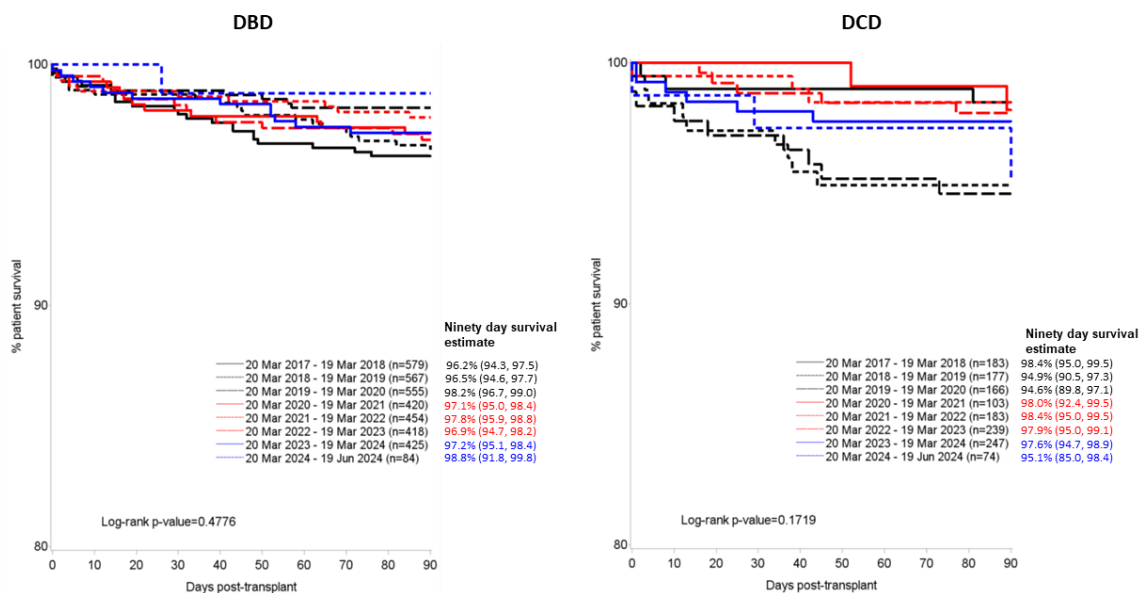 DBD
100
90
80
% patient survival
Ninety day survival
estimate
20 Mar 2017 - 19 Mar 2018 (n=579) 96.2% (94.3, 97.5)
20 Mar 2018 - 19 Mar 2019 (n=567) 96.5% (94.6, 97.7)
20 Mar 2019 - 19 Mar 2020 (n=555) 98.2% (96.7, 99.0)
20 Mar 2020 - 19 Mar 2021 (n=420) 97.1% (95.0, 98.4)
20 Mar 2021 - 19 Mar 2022 (n=454) 97.8% (95.9, 98.8)
20 Mar 2022 - 19 Mar 2023 (n=418) 96.9% (94.7, 98.2)
20 Mar 2023 - 19 Mar 2024 (n=425) 97.2% (95.1, 98.4)
20 Mar 2024 - 19 Jun 2024 (n=84) 98.8% (91.8, 99.8)
Log-rank p-value=0.4776
0 10 20 30 40 50 60 70 80 90
Days post-transplant
DCD
100
90
80
% patient survival
Ninety day survival
estimate
20 Mar 2017 - 19 Mar 2018 (n=183) 98.4% (95.0, 99.5)
20 Mar 2018 - 19 Mar 2019 (n=177) 94.9% (90.5, 97.3)
20 Mar 2019 - 19 Mar 2020 (n=166) 94.6% (89.8, 97.1)
20 Mar 2020 - 19 Mar 2021 (n=103) 98.0% (92.4, 99.5)
20 Mar 2021 - 19 Mar 2022 (n=183) 98.4% (95.0, 99.5)
20 Mar 2022 - 19 Mar 2023 (n=239) 97.9% (95.0, 99.1)
20 Mar 2023 - 19 Mar 2024 (n=247) 97.6% (94.7, 98.9)
20 Mar 2024 - 19 Jun 2024 (n=74) 95.1% (85.0, 98.4)
Log-rank p-value=0.1719
0 10 20 30 40 50 60 70 80 90
Days post-transplant